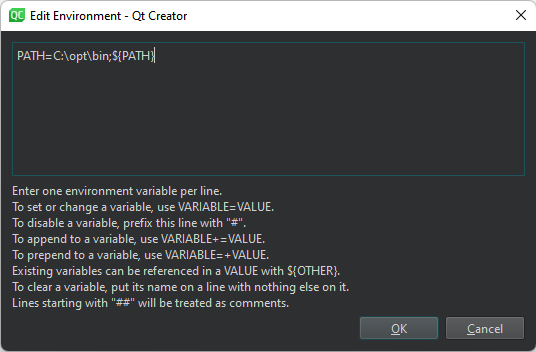 QC Edit Environment - Qt Creator
PATH=C:\opt\bin;${PATH}
Enter one environment variable per line.
To set or change a variable, use VARIABLE=VALUE.
To disable a variable, prefix this line with "#".
To append to a variable, use VARIABLE+=VALUE.
To prepend to a variable, use VARIABLE=+VALUE.
Existing variables can be referenced in a VALUE with ${OTHER}.
To clear a variable, put its name on a line with nothing else on it.
Lines starting with "##" will be treated as comments.
OK Cancel